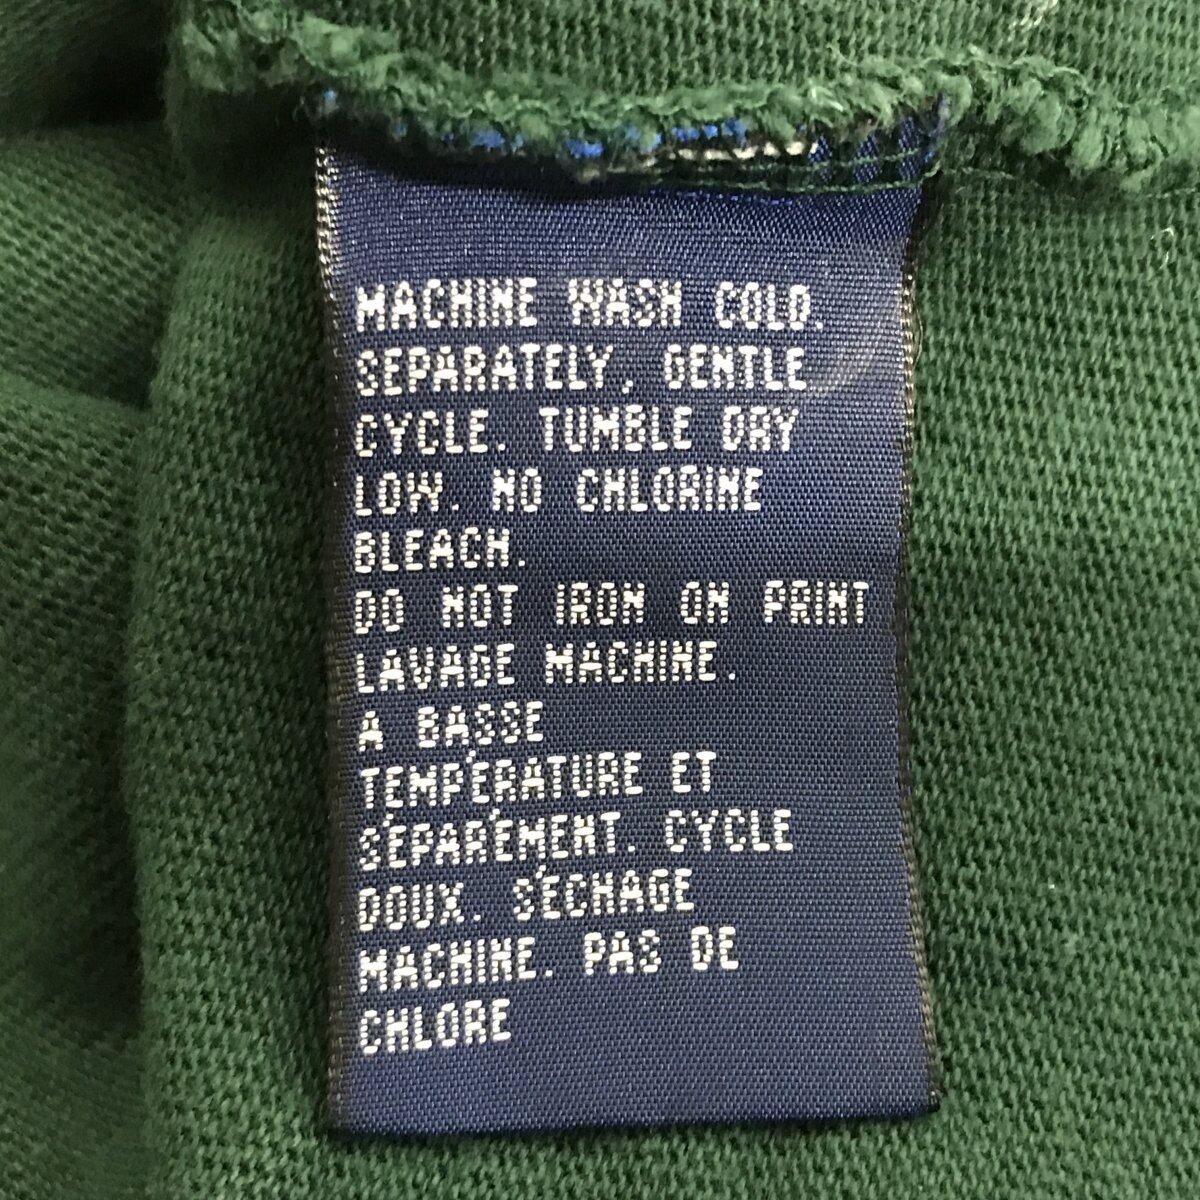 MACHINE WASH COLD.
SEPARATELY, GENTLE
CYCLE. TUMBLE DRY
LOW. NO CHLORINE
BLEACH.
DO NOT IRON ON PRINT
LAVAGE MACHINE.
A BASSE
TEMPÉRATURE ET
SÉPARÉMENT. CYCLE
DOUX. SÉCHAGE
MACHINE. PAS DE
CHLORE